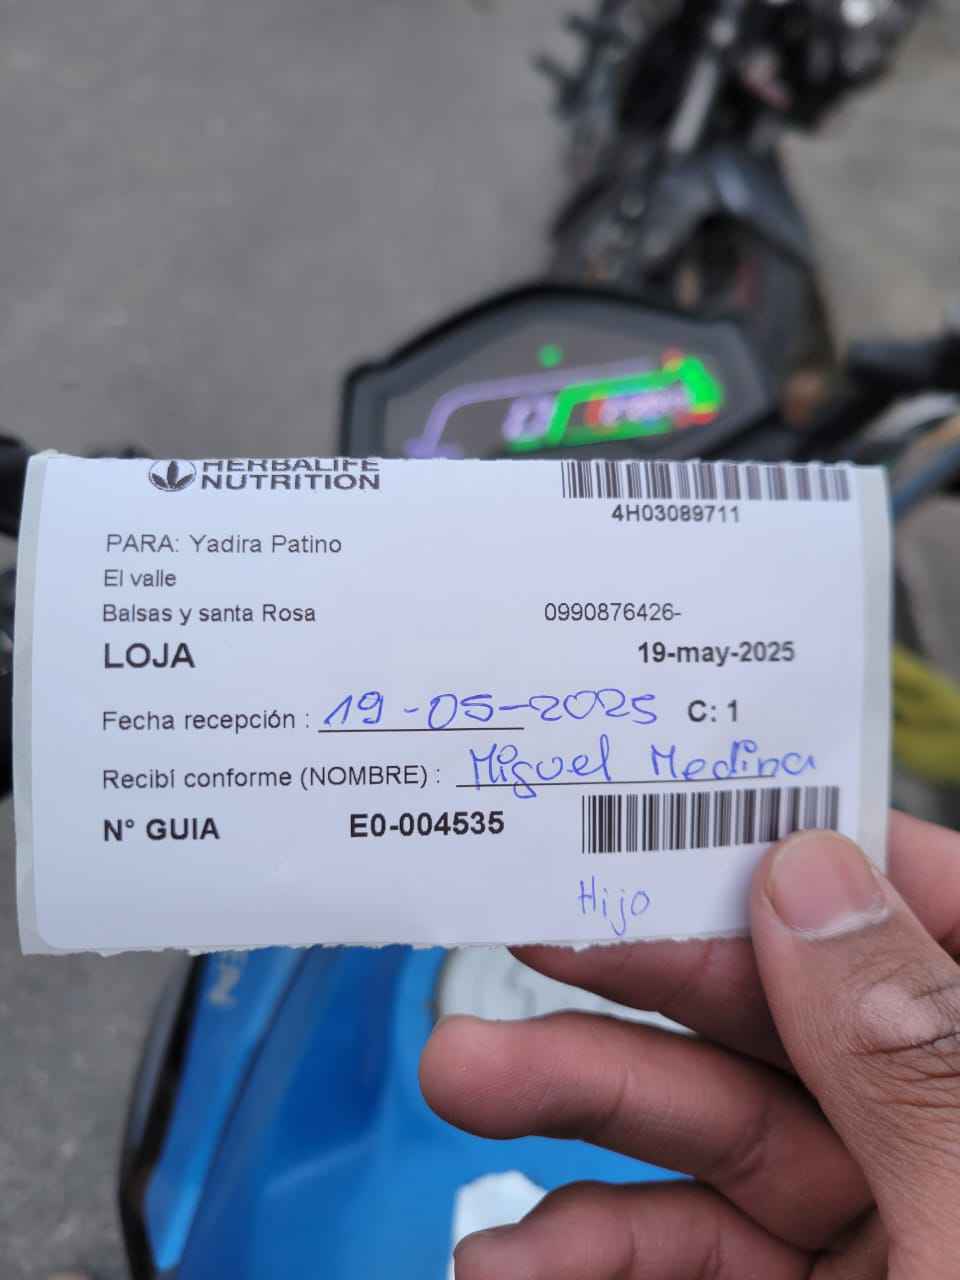 HERBALIFE
NUTRITION
4H03089711
PARA: Yadira Patino
El valle
Balsas y santa Rosa 0990876426-
LOJA 19-may-2025
Fecha recepción : 19-05-2025 C: 1
Recibí conforme (NOMBRE) : Miguel Medina
N° GUIA E0-004535
Hijo